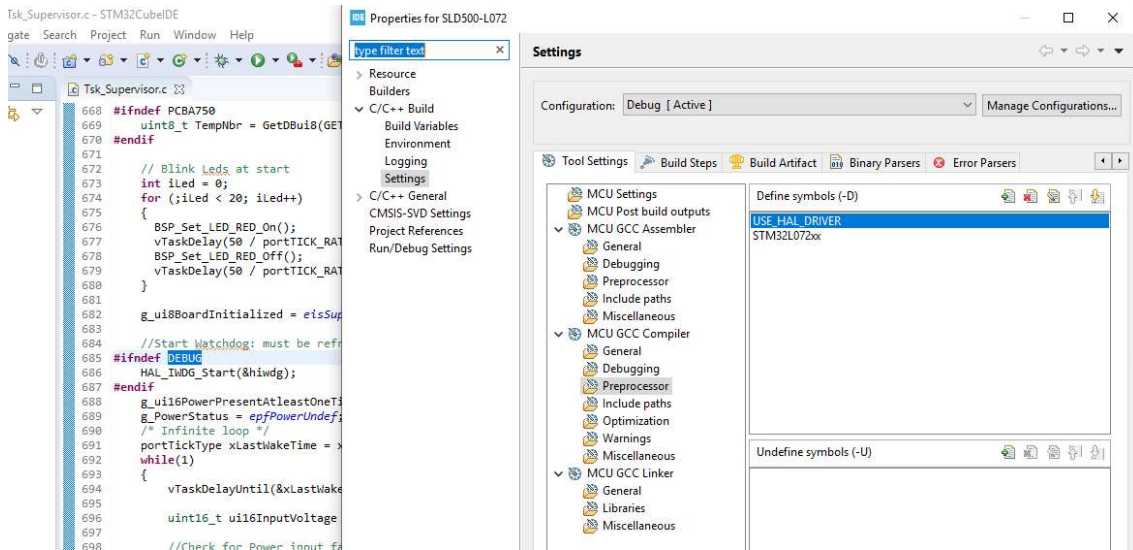 Tsk_Supervisor.c - STM32CubeIDE
gate Search Project Run Window Help
Tsk_Supervisor.c
668 #ifndef PCBA750
669 uint8_t TempNbr = GetDBui8(GET
670 #endif
671
672 // Blink Leds at start
673 int iLed = 0;
674 for (;iLed < 20; iLed++)
675 {
676 BSP_Set_LED_RED_On();
677 vTaskDelay(50 / portTICK_RAT
678 BSP_Set_LED_RED_Off();
679 vTaskDelay(50 / portTICK_RAT
680 }
681
682 g_ui8BoardInitialized = eisSup
683
684 //Start Watchdog: must be refr
685 #ifndef DEBUG
686 HAL_IWDG_Start(&hiwdg);
687 #endif
688 g_ui16PowerPresentAtleastOneTi
689 g_PowerStatus = epfPowerUndef;
690 /* Infinite loop */
691 portTickType xLastWakeTime = x
692 while(1)
693 {
694 vTaskDelayUntil(&xLastWake
695
696 uint16_t ui16InputVoltage
697
698 //Check for Power input fa
IDE Properties for SLD500-L072
type filter text
Resource
Builders
C/C++ Build
Build Variables
Environment
Logging
Settings
C/C++ General
CMSIS-SVD Settings
Project References
Run/Debug Settings
Settings
Configuration: Debug [ Active ] Manage Configurations...
Tool Settings Build Steps Build Artifact Binary Parsers Error Parsers
MCU Settings
MCU Post build outputs
MCU GCC Assembler
General
Debugging
Preprocessor
Include paths
Miscellaneous
MCU GCC Compiler
General
Debugging
Preprocessor
Include paths
Optimization
Warnings
Miscellaneous
MCU GCC Linker
General
Libraries
Miscellaneous
Define symbols (-D)
USE_HAL_DRIVER
STM32L072xx
Undefine symbols (-U)